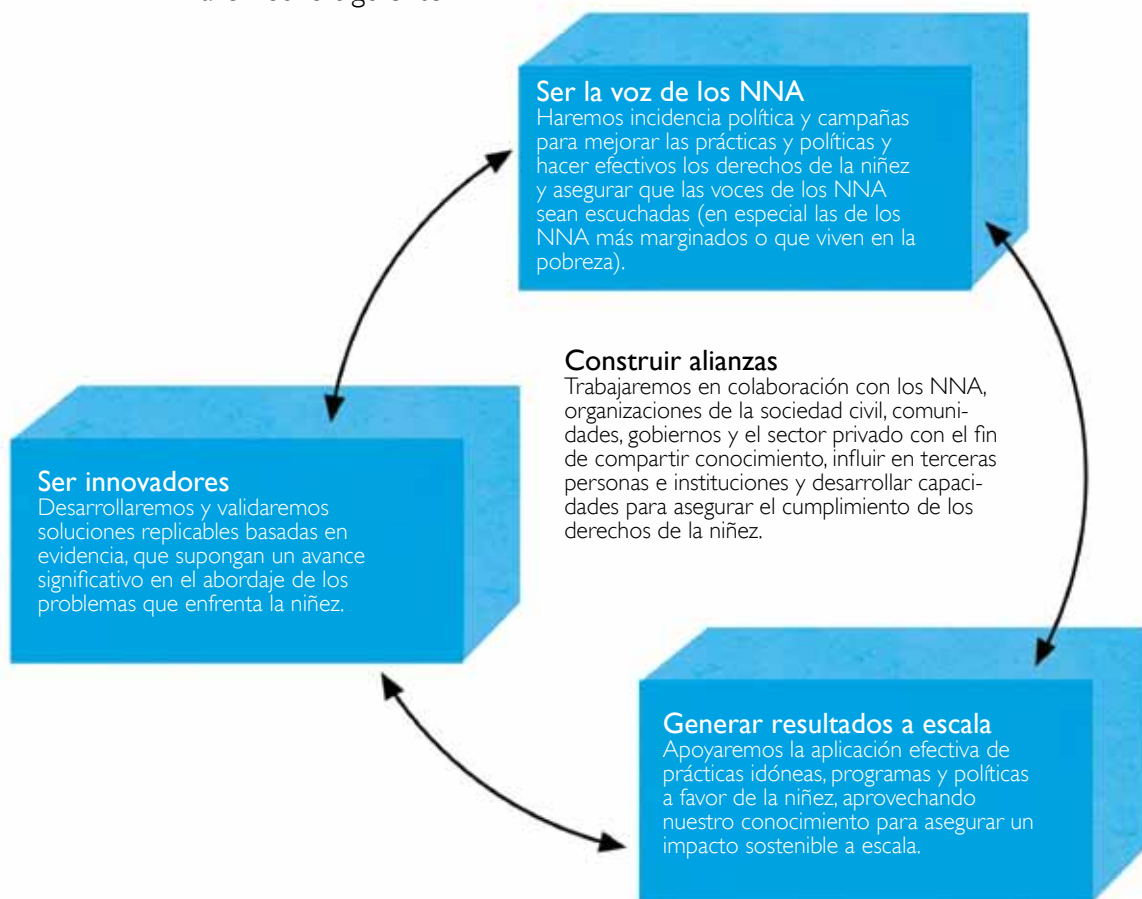 Ser la voz de los NNA
Haremos incidencia política y campañas
para mejorar las prácticas y políticas y
hacer efectivos los derechos de la niñez
y asegurar que las voces de los NNA
sean escuchadas (en especial las de los
NNA más marginados o que viven en la
pobreza).
Construir alianzas
Trabajaremos en colaboración con los NNA,
organizaciones de la sociedad civil, comuni-
dades, gobiernos y el sector privado con el fin
de compartir conocimiento, influir en terceras
personas e instituciones y desarrollar capaci-
dades para asegurar el cumplimiento de los
derechos de la niñez.
Ser innovadores
Desarrollaremos y validaremos
soluciones replicables basadas en
evidencia, que supongan un avance
significativo en el abordaje de los
problemas que enfrenta la niñez.
Generar resultados a escala
Apoyaremos la aplicación efectiva de
prácticas idóneas, programas y políticas
a favor de la niñez, aprovechando
nuestro conocimiento para asegurar un
impacto sostenible a escala.